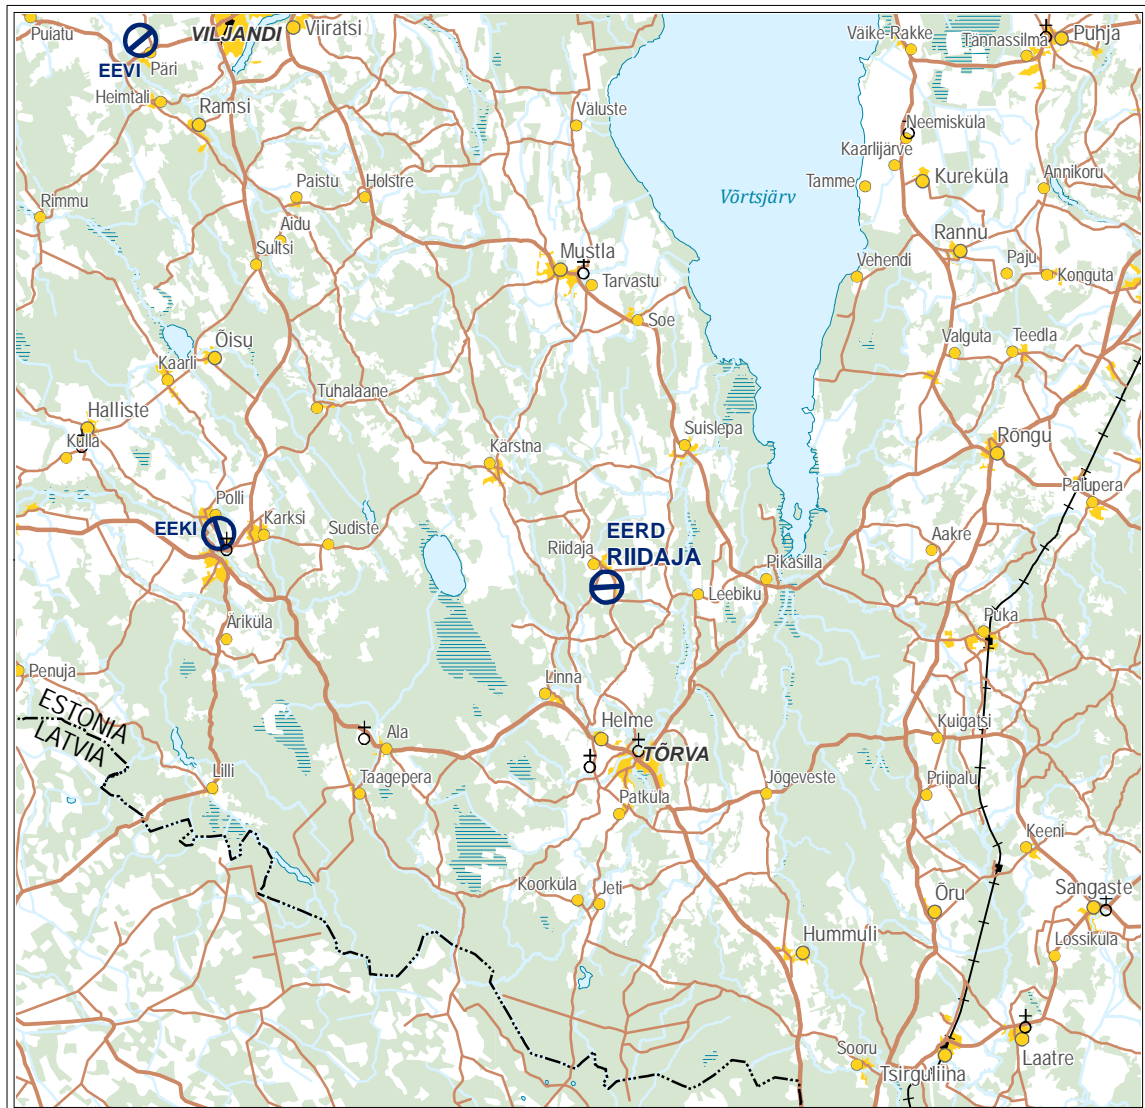 Puiatu
VILJANDI
Viiratsi
Väike-Rakke
Tännassilma
Puhja
EEVI
Päri
Heimtali
Ramsi
Väluste
Neemisküla
Kaarlijärve
Tamme
Kureküla
Annikoru
Võrtsjärv
Paistu
Holstre
Rimmu
Aidu
Sultsi
Mustla
Tarvastu
Rannu
Paju
Konguta
Vehendi
Soe
Õisu
Kaarli
Valguta
Teedla
Tuhalaane
Halliste
Külla
Kärstna
Suislepa
Rõngu
Palupera
Polli
EEKI
Karksi
Sudiste
EERD
RIIDAJA
Riidaja
Pikasilla
Aakre
Leebiku
Äriküla
Puka
Penuja
Linna
ESTONIA
LATVIA
Ala
Helme
TÕRVA
Kuigatsi
Lilli
Taagepera
Patküla
Jõgeveste
Priipalu
Keeni
Koorküla
Jeti
Õru
Sangaste
Hummuli
Lossiküla
Sooru
Tsirguliina
Laatre